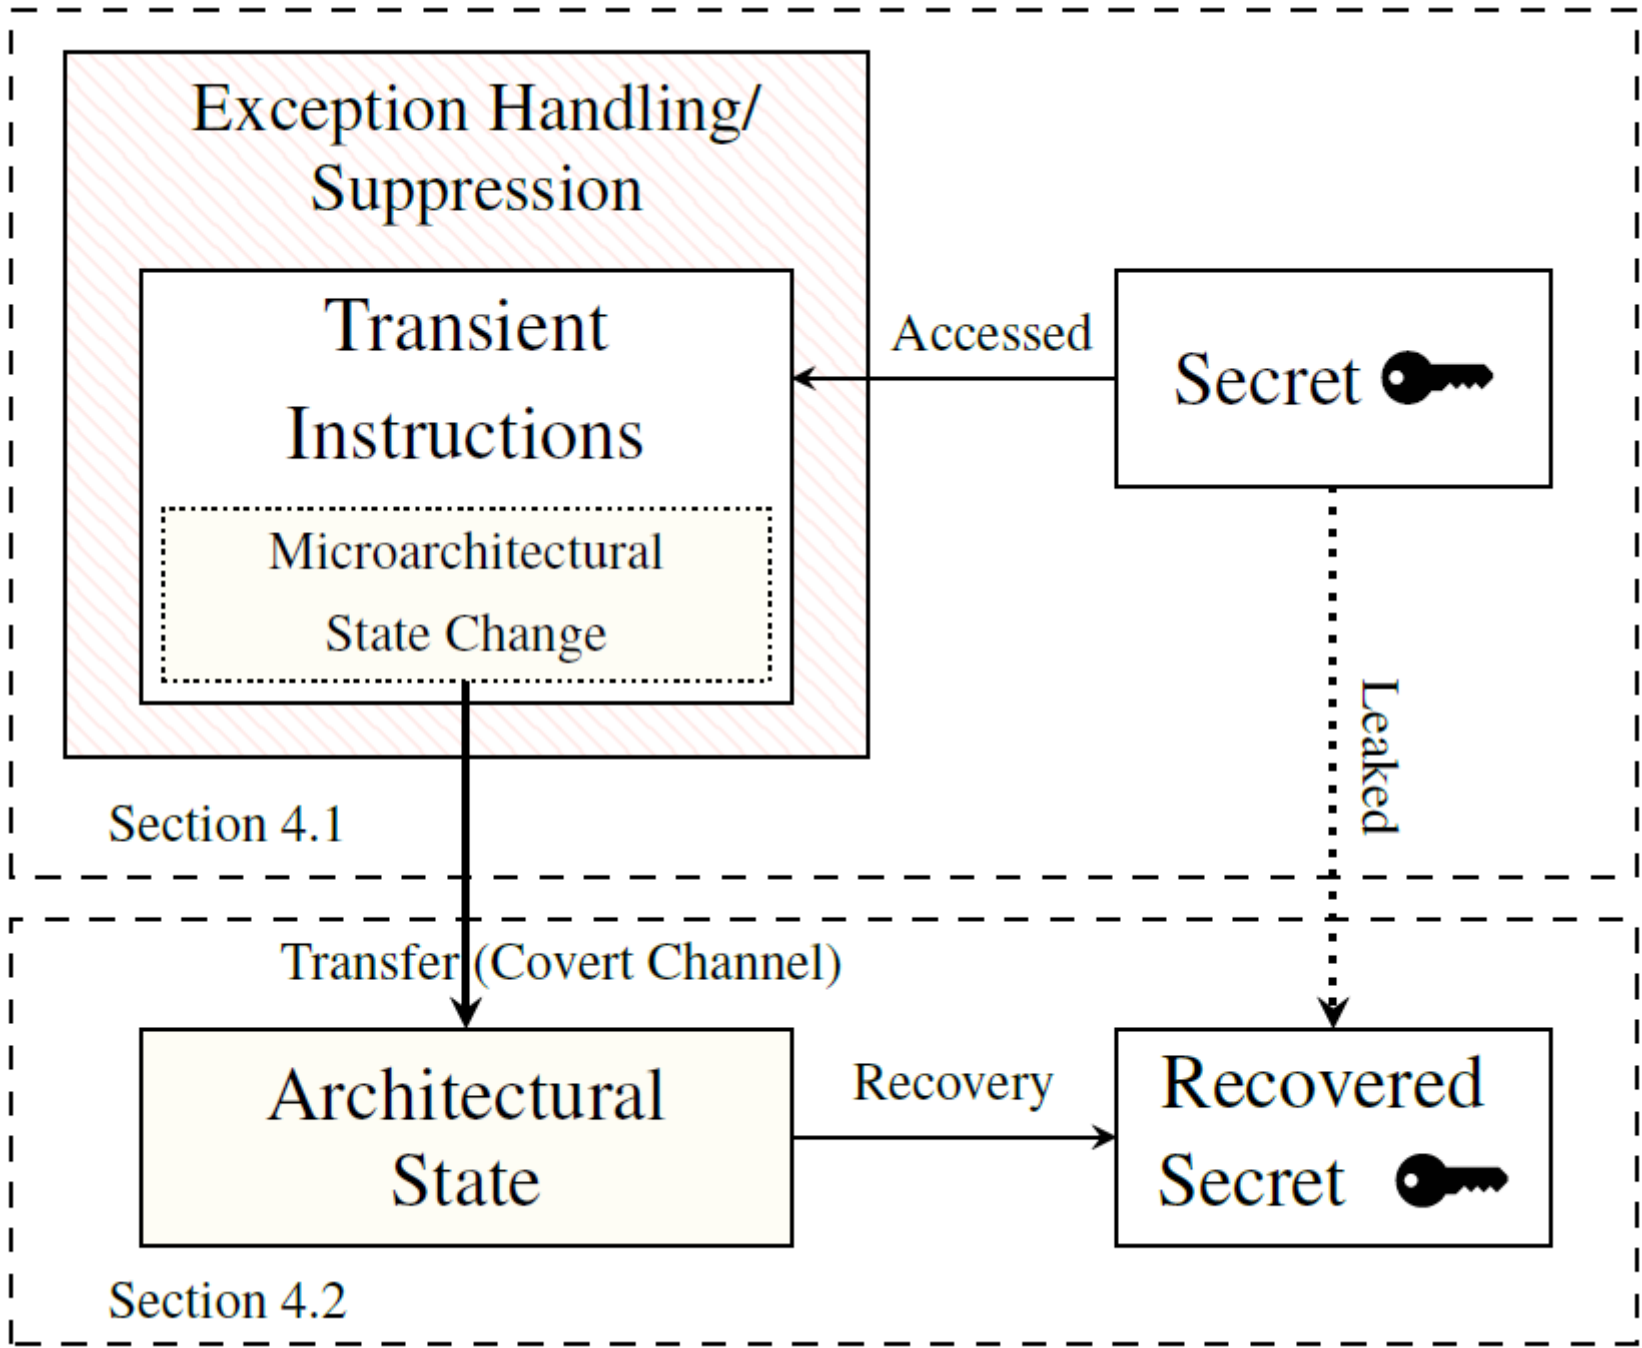 Exception Handling/
Suppression
Transient
Instructions
Microarchitectural
State Change
Accessed
Secret
Leaked
Section 4.1
Transfer (Covert Channel)
Architectural
State
Recovery
Recovered
Secret
Section 4.2